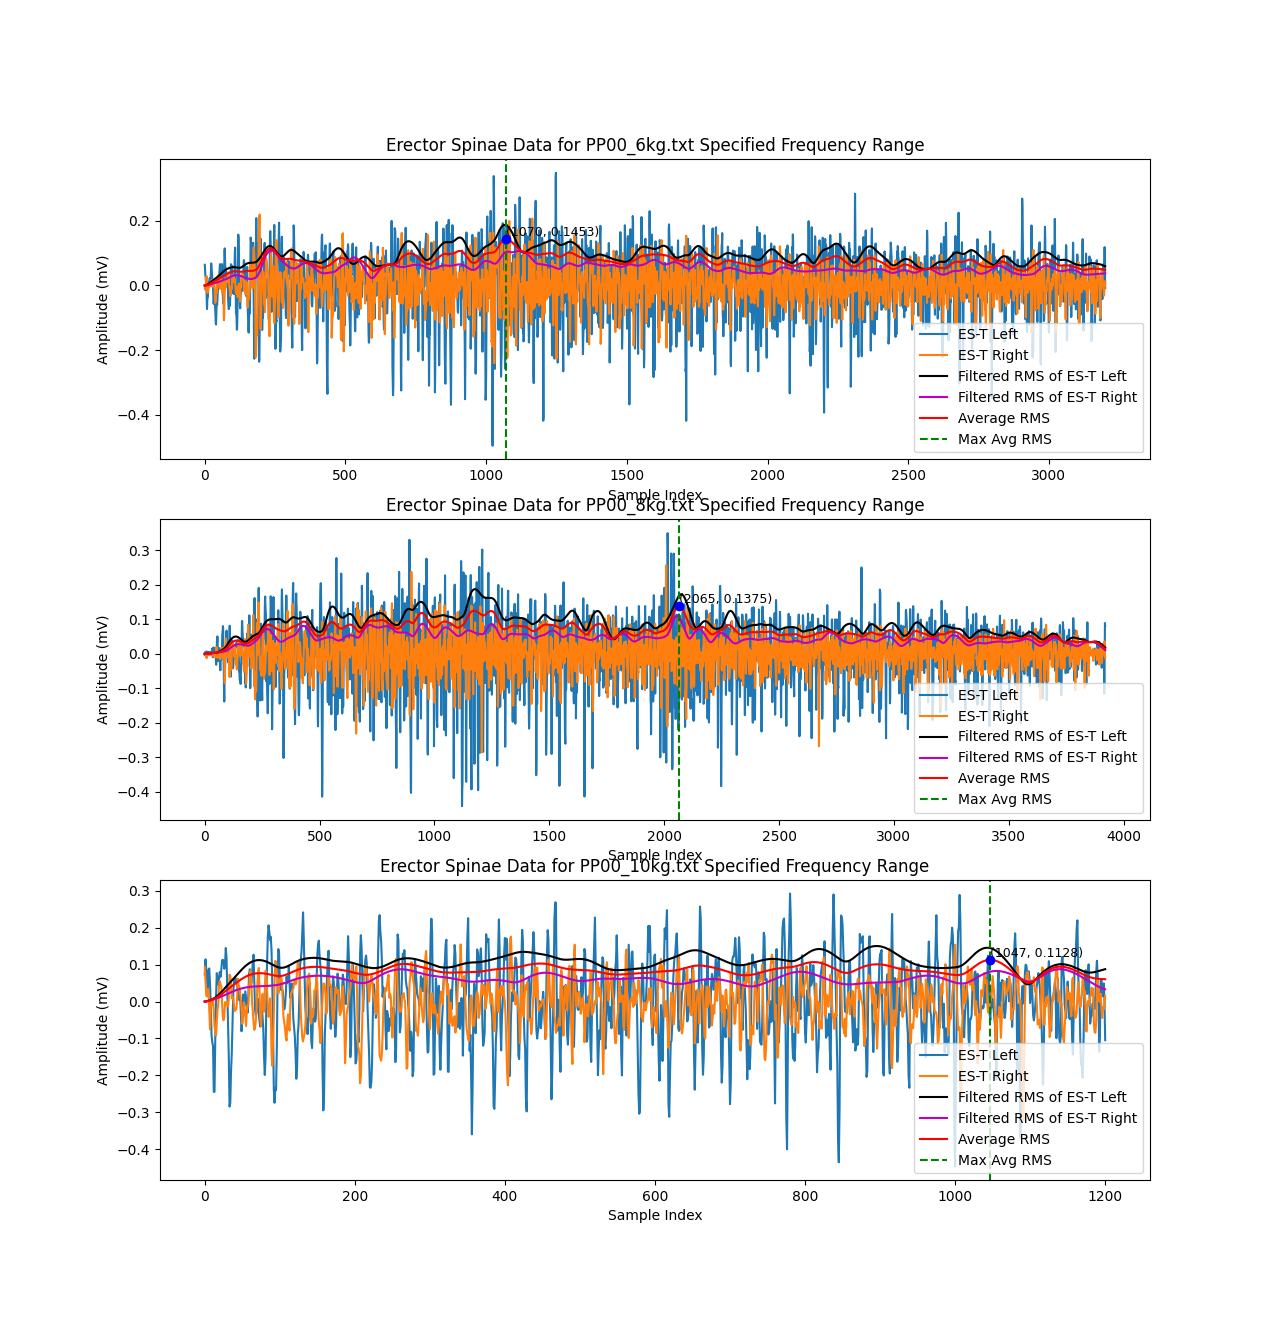 Erector Spinae Data for PP00_6kg.txt Specified Frequency Range
Amplitude (mV)
0.2
0.0
−0.2
−0.4
(1070, 0.1453)
ES-T Left
ES-T Right
Filtered RMS of ES-T Left
Filtered RMS of ES-T Right
Average RMS
Max Avg RMS
0 500 1000 1500 2000 2500 3000
Sample Index
Erector Spinae Data for PP00_8kg.txt Specified Frequency Range
Amplitude (mV)
0.3
0.2
0.1
0.0
−0.1
−0.2
−0.3
−0.4
(2065, 0.1375)
ES-T Left
ES-T Right
Filtered RMS of ES-T Left
Filtered RMS of ES-T Right
Average RMS
Max Avg RMS
0 500 1000 1500 2000 2500 3000 3500 4000
Sample Index
Erector Spinae Data for PP00_10kg.txt Specified Frequency Range
Amplitude (mV)
0.3
0.2
0.1
0.0
−0.1
−0.2
−0.3
−0.4
(1047, 0.1128)
ES-T Left
ES-T Right
Filtered RMS of ES-T Left
Filtered RMS of ES-T Right
Average RMS
Max Avg RMS
0 200 400 600 800 1000 1200
Sample Index